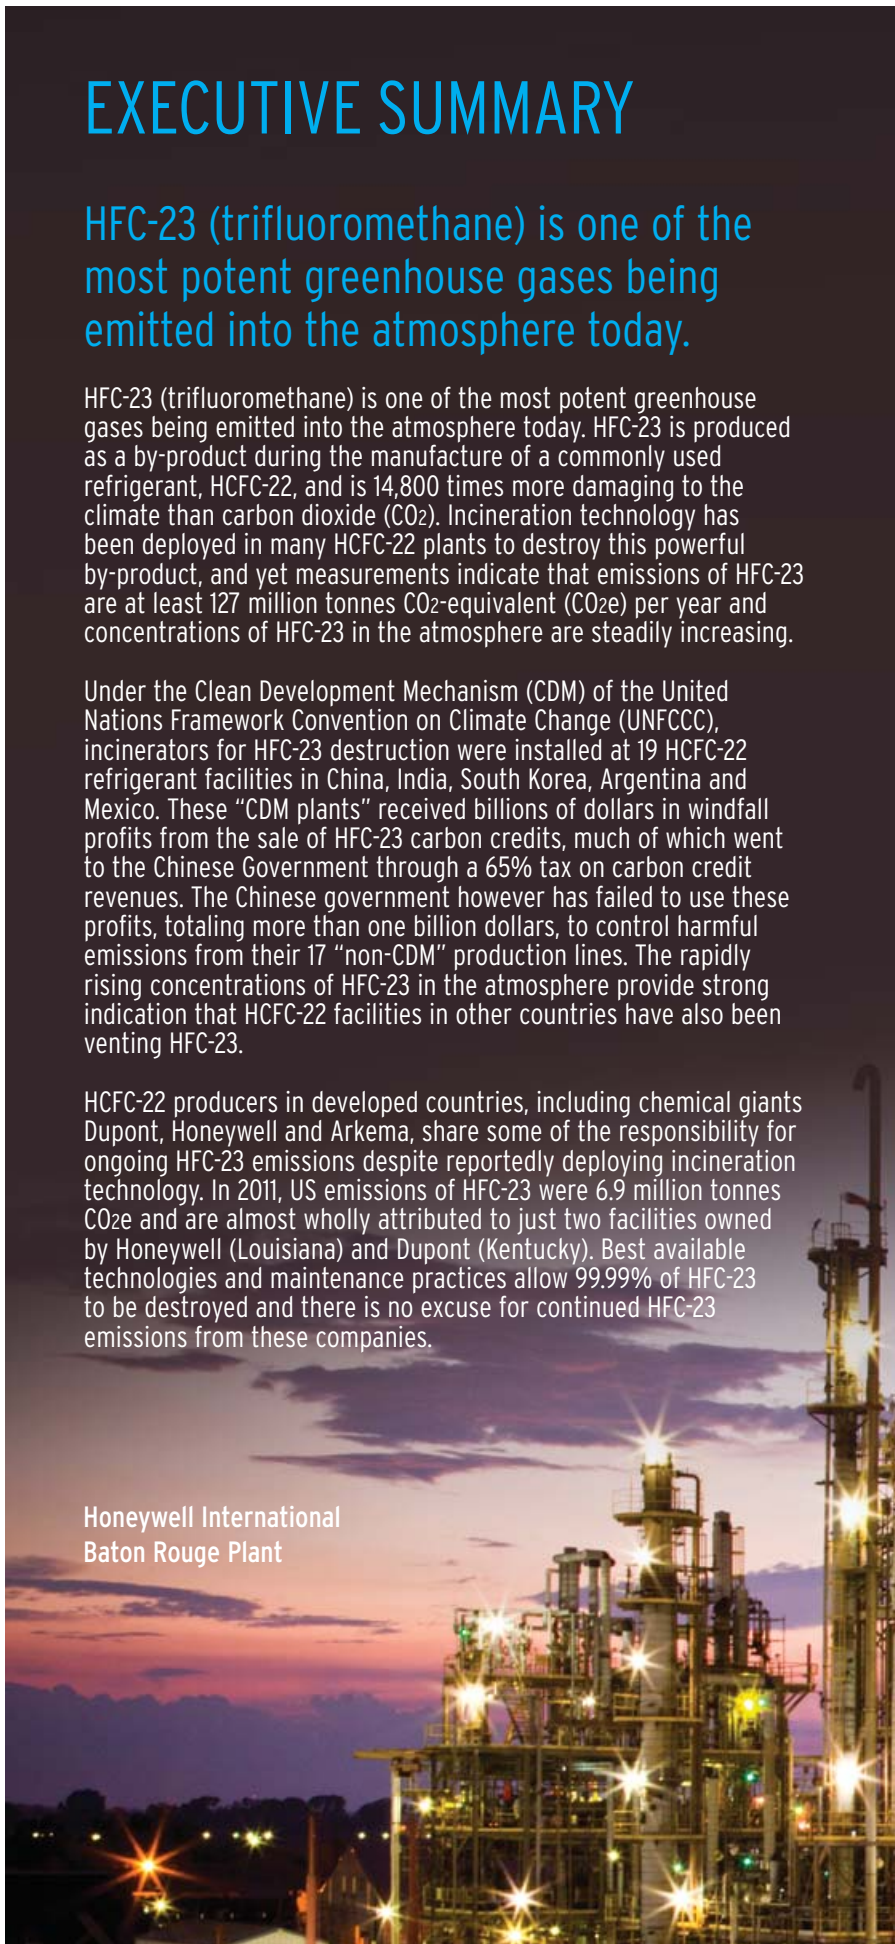 EXECUTIVE SUMMARY
HFC-23 (trifluoromethane) is one of the
most potent greenhouse gases being
emitted into the atmosphere today.
HFC-23 (trifluoromethane) is one of the most potent greenhouse
gases being emitted into the atmosphere today. HFC-23 is produced
as a by-product during the manufacture of a commonly used
refrigerant, HCFC-22, and is 14,800 times more damaging to the
climate than carbon dioxide (CO2). Incineration technology has
been deployed in many HCFC-22 plants to destroy this powerful
by-product, and yet measurements indicate that emissions of HFC-23
are at least 127 million tonnes CO2-equivalent (CO2e) per year and
concentrations of HFC-23 in the atmosphere are steadily increasing.
Under the Clean Development Mechanism (CDM) of the United
Nations Framework Convention on Climate Change (UNFCCC),
incinerators for HFC-23 destruction were installed at 19 HCFC-22
refrigerant facilities in China, India, South Korea, Argentina and
Mexico. These “CDM plants” received billions of dollars in windfall
profits from the sale of HFC-23 carbon credits, much of which went
to the Chinese Government through a 65% tax on carbon credit
revenues. The Chinese government however has failed to use these
profits, totaling more than one billion dollars, to control harmful
emissions from their 17 “non-CDM” production lines. The rapidly
rising concentrations of HFC-23 in the atmosphere provide strong
indication that HCFC-22 facilities in other countries have also been
venting HFC-23.
HCFC-22 producers in developed countries, including chemical giants
Dupont, Honeywell and Arkema, share some of the responsibility for
ongoing HFC-23 emissions despite reportedly deploying incineration
technology. In 2011, US emissions of HFC-23 were 6.9 million tonnes
CO2e and are almost wholly attributed to just two facilities owned
by Honeywell (Louisiana) and Dupont (Kentucky). Best available
technologies and maintenance practices allow 99.99% of HFC-23
to be destroyed and there is no excuse for continued HFC-23
emissions from these companies.
Honeywell International
Baton Rouge Plant